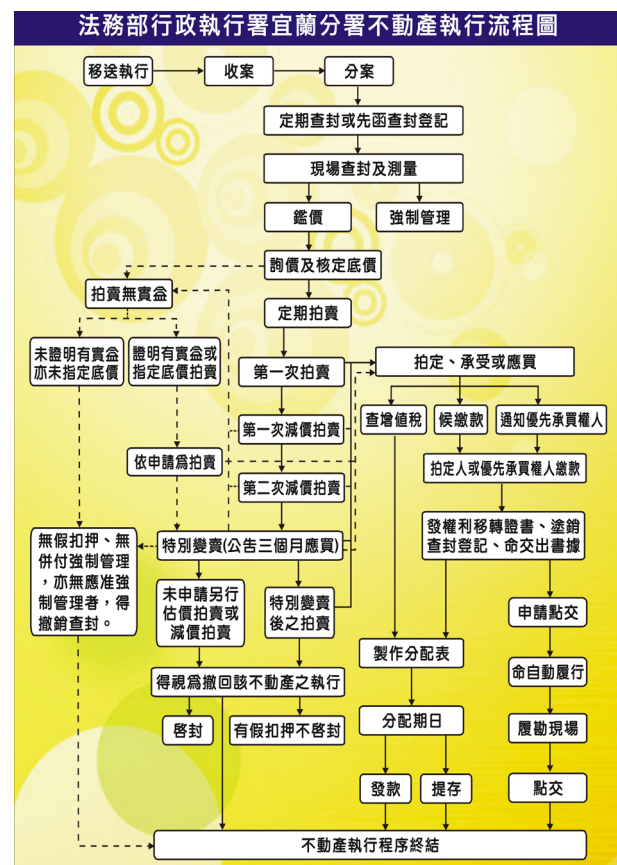 法務部行政執行署宜蘭分署不動產執行流程圖
移送執行
收案
分案
定期查封或先函查封登記
現場查封及測量
鑑價
強制管理
詢價及核定底價
拍賣無實益
定期拍賣
未證明有實益
亦未指定底價
證明有實益或
指定底價拍賣
第一次拍賣
拍定、承受或應買
第一次減價拍賣
查增值稅
候繳款
通知優先承買權人
依申請為拍賣
拍定人或優先承買權人繳款
第二次減價拍賣
無假扣押、無
併付強制管理
,亦無應准強
制管理者,得
撤銷查封。
特別變賣(公告三個月應買)
發權利移轉證書、塗銷
查封登記、命交出書據
未申請另行
估價拍賣或
減價拍賣
特別變賣
後之拍賣
申請點交
製作分配表
得視為撤回該不動產之執行
命自動履行
啓封
有假扣押不啓封
分配期日
履勘現場
發款
提存
點交
不動產執行程序終結